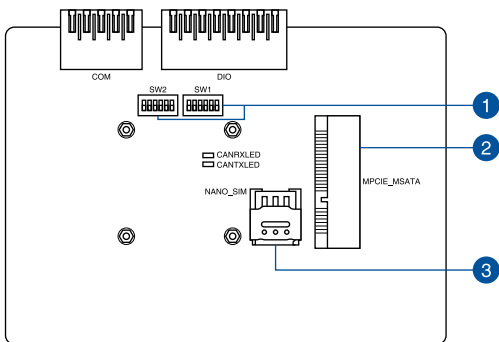 COM
DIO
SW2
SW1
1
CANRXLED
CANTXLED
2
MPCIE_MSATA
NANO_SIM
3